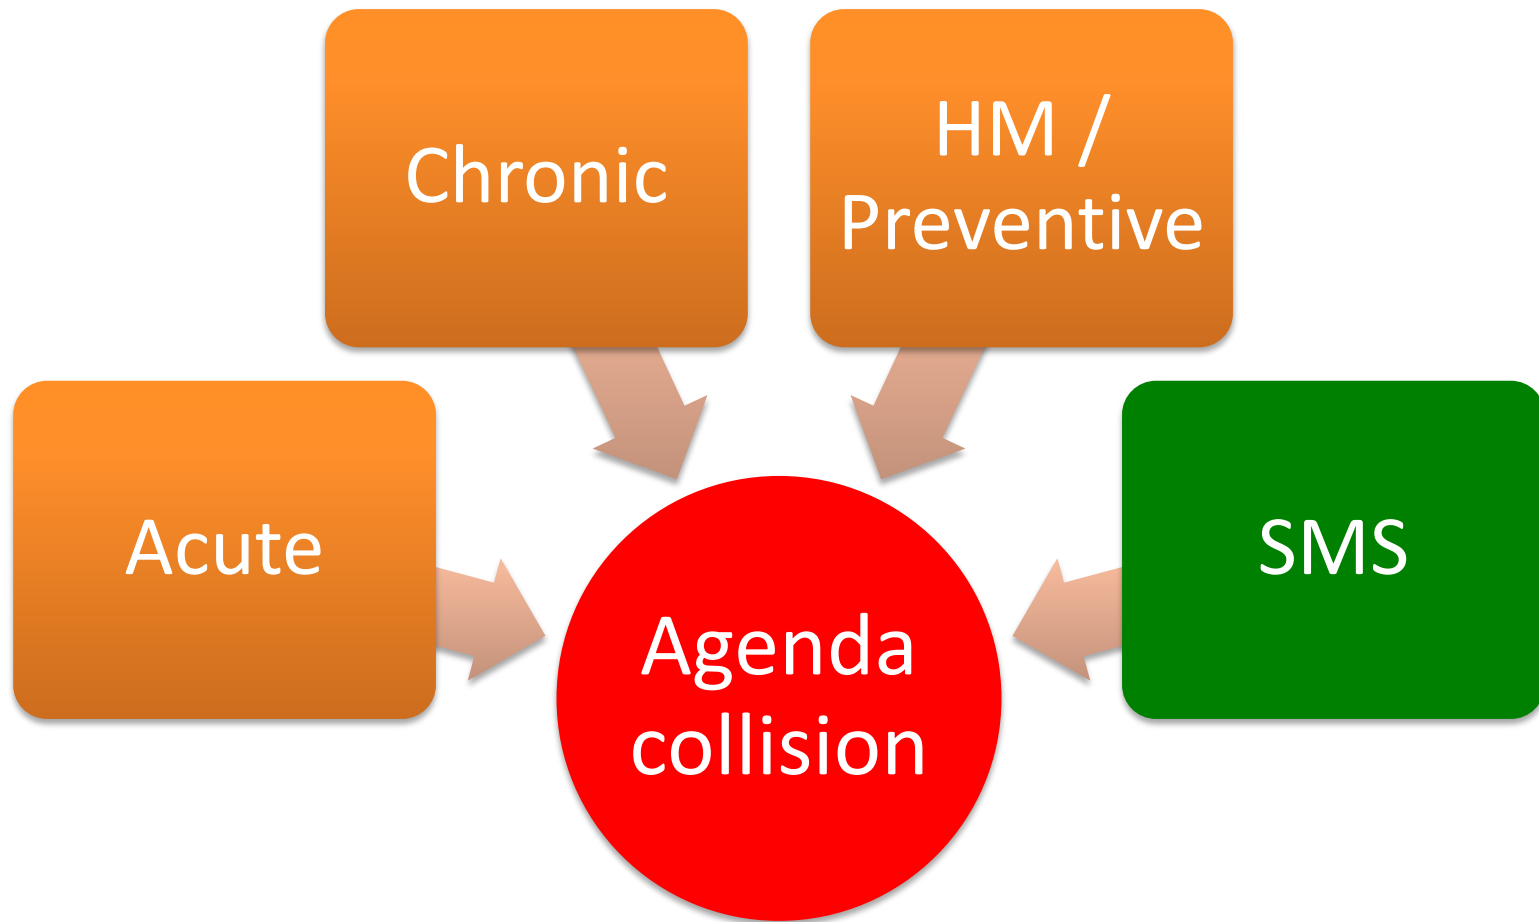 Chronic
HM /
Preventive
Acute
SMS
Agenda
collision